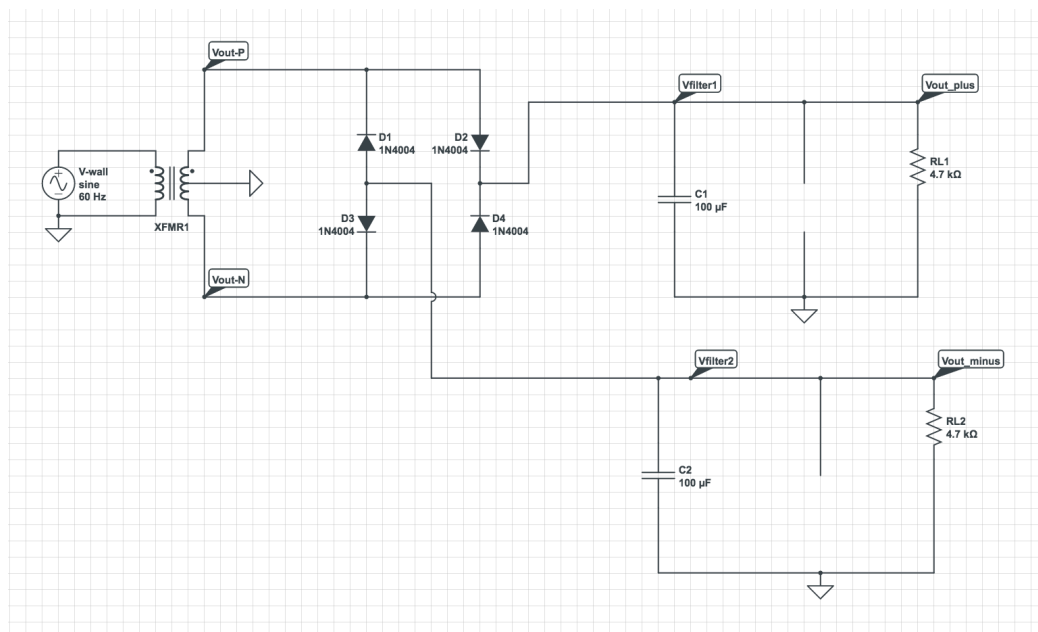 Vout-P
V-wall
sine
60 Hz
+
−
XFMR1
Vout-N
D1
1N4004
D2
1N4004
D3
1N4004
D4
1N4004
Vfilter1
Vout_plus
C1
100 µF
RL1
4.7 kΩ
Vfilter2
Vout_minus
C2
100 µF
RL2
4.7 kΩ